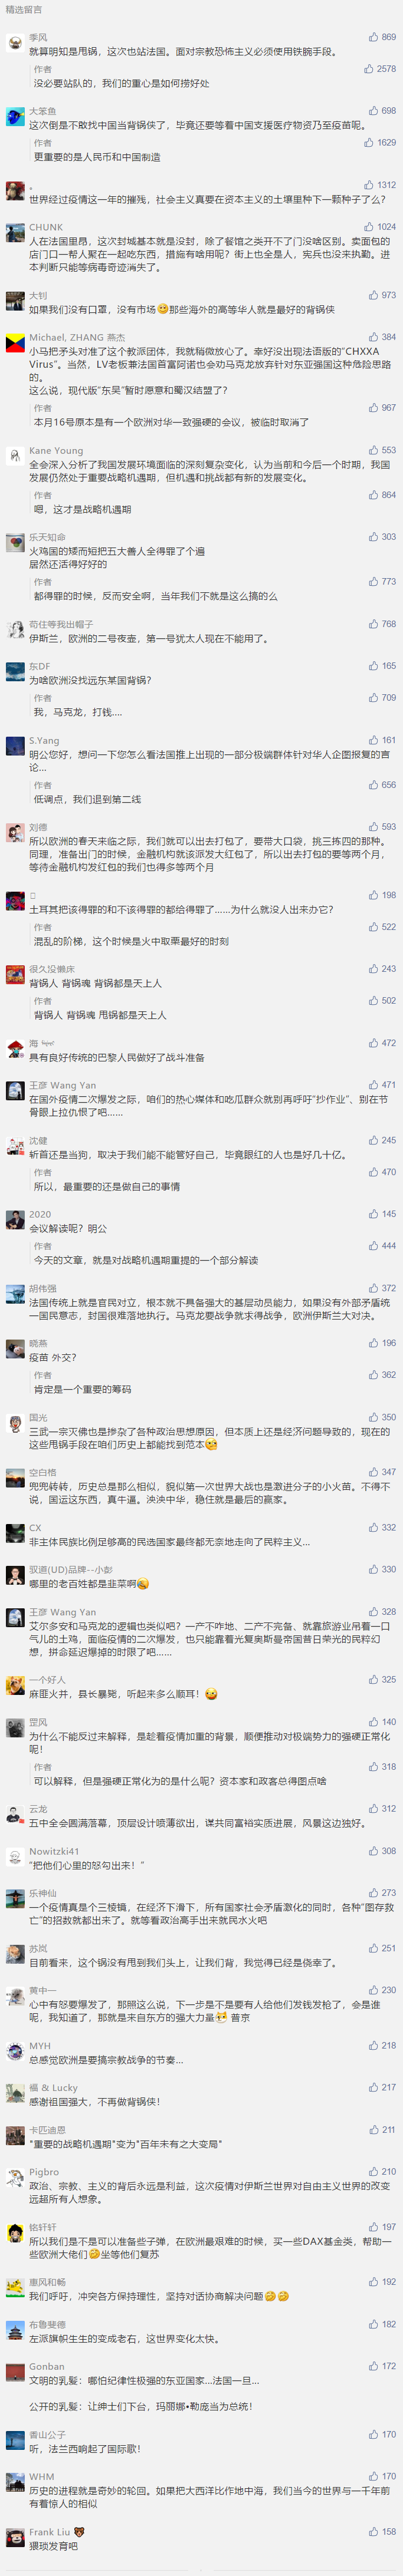 精选留言
季风 869
就算明知是甩锅，这次也站法国。面对宗教恐怖主义必须使用铁腕手段。
作者 2578
没必要站队的，我们的重心是如何捞好处
大笨鱼 698
这次倒是不敢找中国当背锅侠了，毕竟还要等着中国支援医疗物资乃至疫苗呢。
作者 1629
更重要的是人民币和中国制造
。 1312
世界经过疫情这一年的摧残，社会主义真要在资本主义的土壤里种下一颗种子了么？
CHUNK 1024
人在法国里昂，这次封城基本就是没封，除了餐馆之类开不了门没啥区别。卖面包的
店门口一帮人聚在一起吃东西，措施有啥用呢？街上也全是人，宪兵也没来执勤。进
本判断只能等病毒奇迹消失了。
大钊 973
如果我们没有口罩，没有市场😊那些海外的高等华人就是最好的背锅侠
Michael, ZHANG 燕杰 384
小马把矛头对准了这个教派团体，我就稍微放心了。幸好没出现法语版的“CHXXA
Virus”。当然，LV老板兼法国首富阿诺也会劝马克龙放弃针对东亚强国这种危险思路
的。
这么说，现代版“东吴”暂时愿意和蜀汉结盟了？
作者 967
本月16号原本是有一个欧洲对华一致强硬的会议，被临时取消了
Kane Young 553
全会深入分析了我国发展环境面临的深刻复杂变化，认为当前和今后一个时期，我国
发展仍然处于重要战略机遇期，但机遇和挑战都有新的发展变化。
作者 864
嗯，这才是战略机遇期
乐天知命 303
火鸡国的矮而短把五大善人全得罪了个遍
居然还活得好好的
作者 773
都得罪的时候，反而安全啊，当年我们不就是这么搞的么
苟住等我出帽子 768
伊斯兰，欧洲的二号夜壶，第一号犹太人现在不能用了。
东DF 165
为啥欧洲没找远东某国背锅？
作者 709
我，马克龙，打钱....
S.Yang 161
明公您好，想问一下您怎么看法国推上出现的一部分极端群体针对华人企图报复的言
论...
作者 656
低调点，我们退到第二线
刘德 593
所以欧洲的春天来临之际，我们就可以出去打包了，要带大口袋，挑三拣四的那种。
同理，准备出门的时候，金融机构就该派发大红包了，所以出去打包的要等两个月，
等待金融机构发红包的我们也得多等两个月
198
土耳其把该得罪的和不该得罪的都给得罪了......为什么就没人出来办它？
作者 522
混乱的阶梯，这个时候是火中取栗最好的时刻
很久没懒床 243
背锅人 背锅魂 背锅都是天上人
作者 502
背锅人 背锅魂 甩锅都是天上人
海 472
具有良好传统的巴黎人民做好了战斗准备
王彦 Wang Yan 471
在国外疫情二次爆发之际，咱们的热心媒体和吃瓜群众就别再呼吁“抄作业”、别在节
骨眼上拉仇恨了吧......
沈健 245
斩首还是当狗，取决于我们能不能管好自己，毕竟眼红的人也是好几十亿。
作者 470
所以，最重要的还是做自己的事情
2020 145
会议解读呢？明公
作者 444
今天的文章，就是对战略机遇期重提的一个部分解读
胡伟强 372
法国传统上就是官民对立，根本就不具备强大的基层动员能力，如果没有外部矛盾统
一国民意志，封国很难落地执行。马克龙要战争就求得战争，欧洲伊斯兰大对决。
晓燕 196
疫苗 外交？
作者 362
肯定是一个重要的筹码
国光 350
三武一宗灭佛也是掺杂了各种政治思想原因，但本质上还是经济问题导致的，现在的
这些甩锅手段在咱们历史上都能找到范本🧐
空白格 347
兜兜转转，历史总是那么相似，貌似第一次世界大战也是激进分子的小火苗。不得不
说，国运这东西，真牛逼。泱泱中华，稳住就是最后的赢家。
CX 332
非主体民族比例足够高的民选国家最终都无奈地走向了民粹主义...
驭道(UD)品牌--小彭 330
哪里的老百姓都是韭菜啊
王彦 Wang Yan 328
艾尔多安和马克龙的逻辑也类似吧？一产不咋地、二产不完备、就靠旅游业吊着一口
气儿的土鸡，面临疫情的二次爆发，也只能靠着光复奥斯曼帝国昔日荣光的民粹幻
想，拼命延迟爆掉的时限了吧......
一个好人 325
麻匪火并，县长暴毙，听起来多么顺耳！
罡风 140
为什么不能反过来解释，是趁着疫情加重的背景，顺便推动对极端势力的强硬正常化
呢！
作者 318
可以解释，但是强硬正常化为的是什么呢？资本家和政客总得图点啥
云龙 312
五中全会圆满落幕，顶层设计喷薄欲出，谋共同富裕实质进展，风景这边独好。
Nowitzki41 308
“把他们心里的怒勾出来！”
乐神仙 273
一个疫情真是个三棱镜，在经济下滑下，所有国家社会矛盾激化的同时，各种“图存救
亡”的招数就都出来了。就等看政治高手出来就民水火吧
苏岚 251
目前看来，这个锅没有甩到我们头上，让我们背，我觉得已经是侥幸了。
黄中一 230
心中有怒要爆发了，那照这么说，下一步是不是要有人给他们发钱发枪了，会是谁
呢，我知道了，那就是来自东方的强大力量 普京
MYH 218
总感觉欧洲是要搞宗教战争的节奏...
福 & Lucky 217
感谢祖国强大，不再做背锅侠！
卡匹迪恩 211
"重要的战略机遇期"变为"百年未有之大变局"
Pigbro 210
政治、宗教、主义的背后永远是利益，这次疫情对伊斯兰世界对自由主义世界的改变
远超所有人想象。
铭轩轩 197
所以我们是不是可以准备些子弹，在欧洲最艰难的时候，买一些DAX基金类，帮助一
些欧洲大佬们🤣坐等他们复苏
惠风和畅 192
我们呼吁，冲突各方保持理性，坚持对话协商解决问题🤣🤣
布鲁斐德 182
左派旗帜生生的变成老右，这世界变化太快。
Gonban 172
文明的乳髪：哪怕纪律性极强的东亚国家...法国一旦...
公开的乳髪：让绅士们下台，玛丽娜•勒庞当为总统！
香山公子 170
听，法兰西响起了国际歌！
WHM 170
历史的进程就是奇妙的轮回。如果把大西洋比作地中海，我们当今的世界与一千年前
有着惊人的相似
Frank Liu 🐻 158
猥琐发育吧